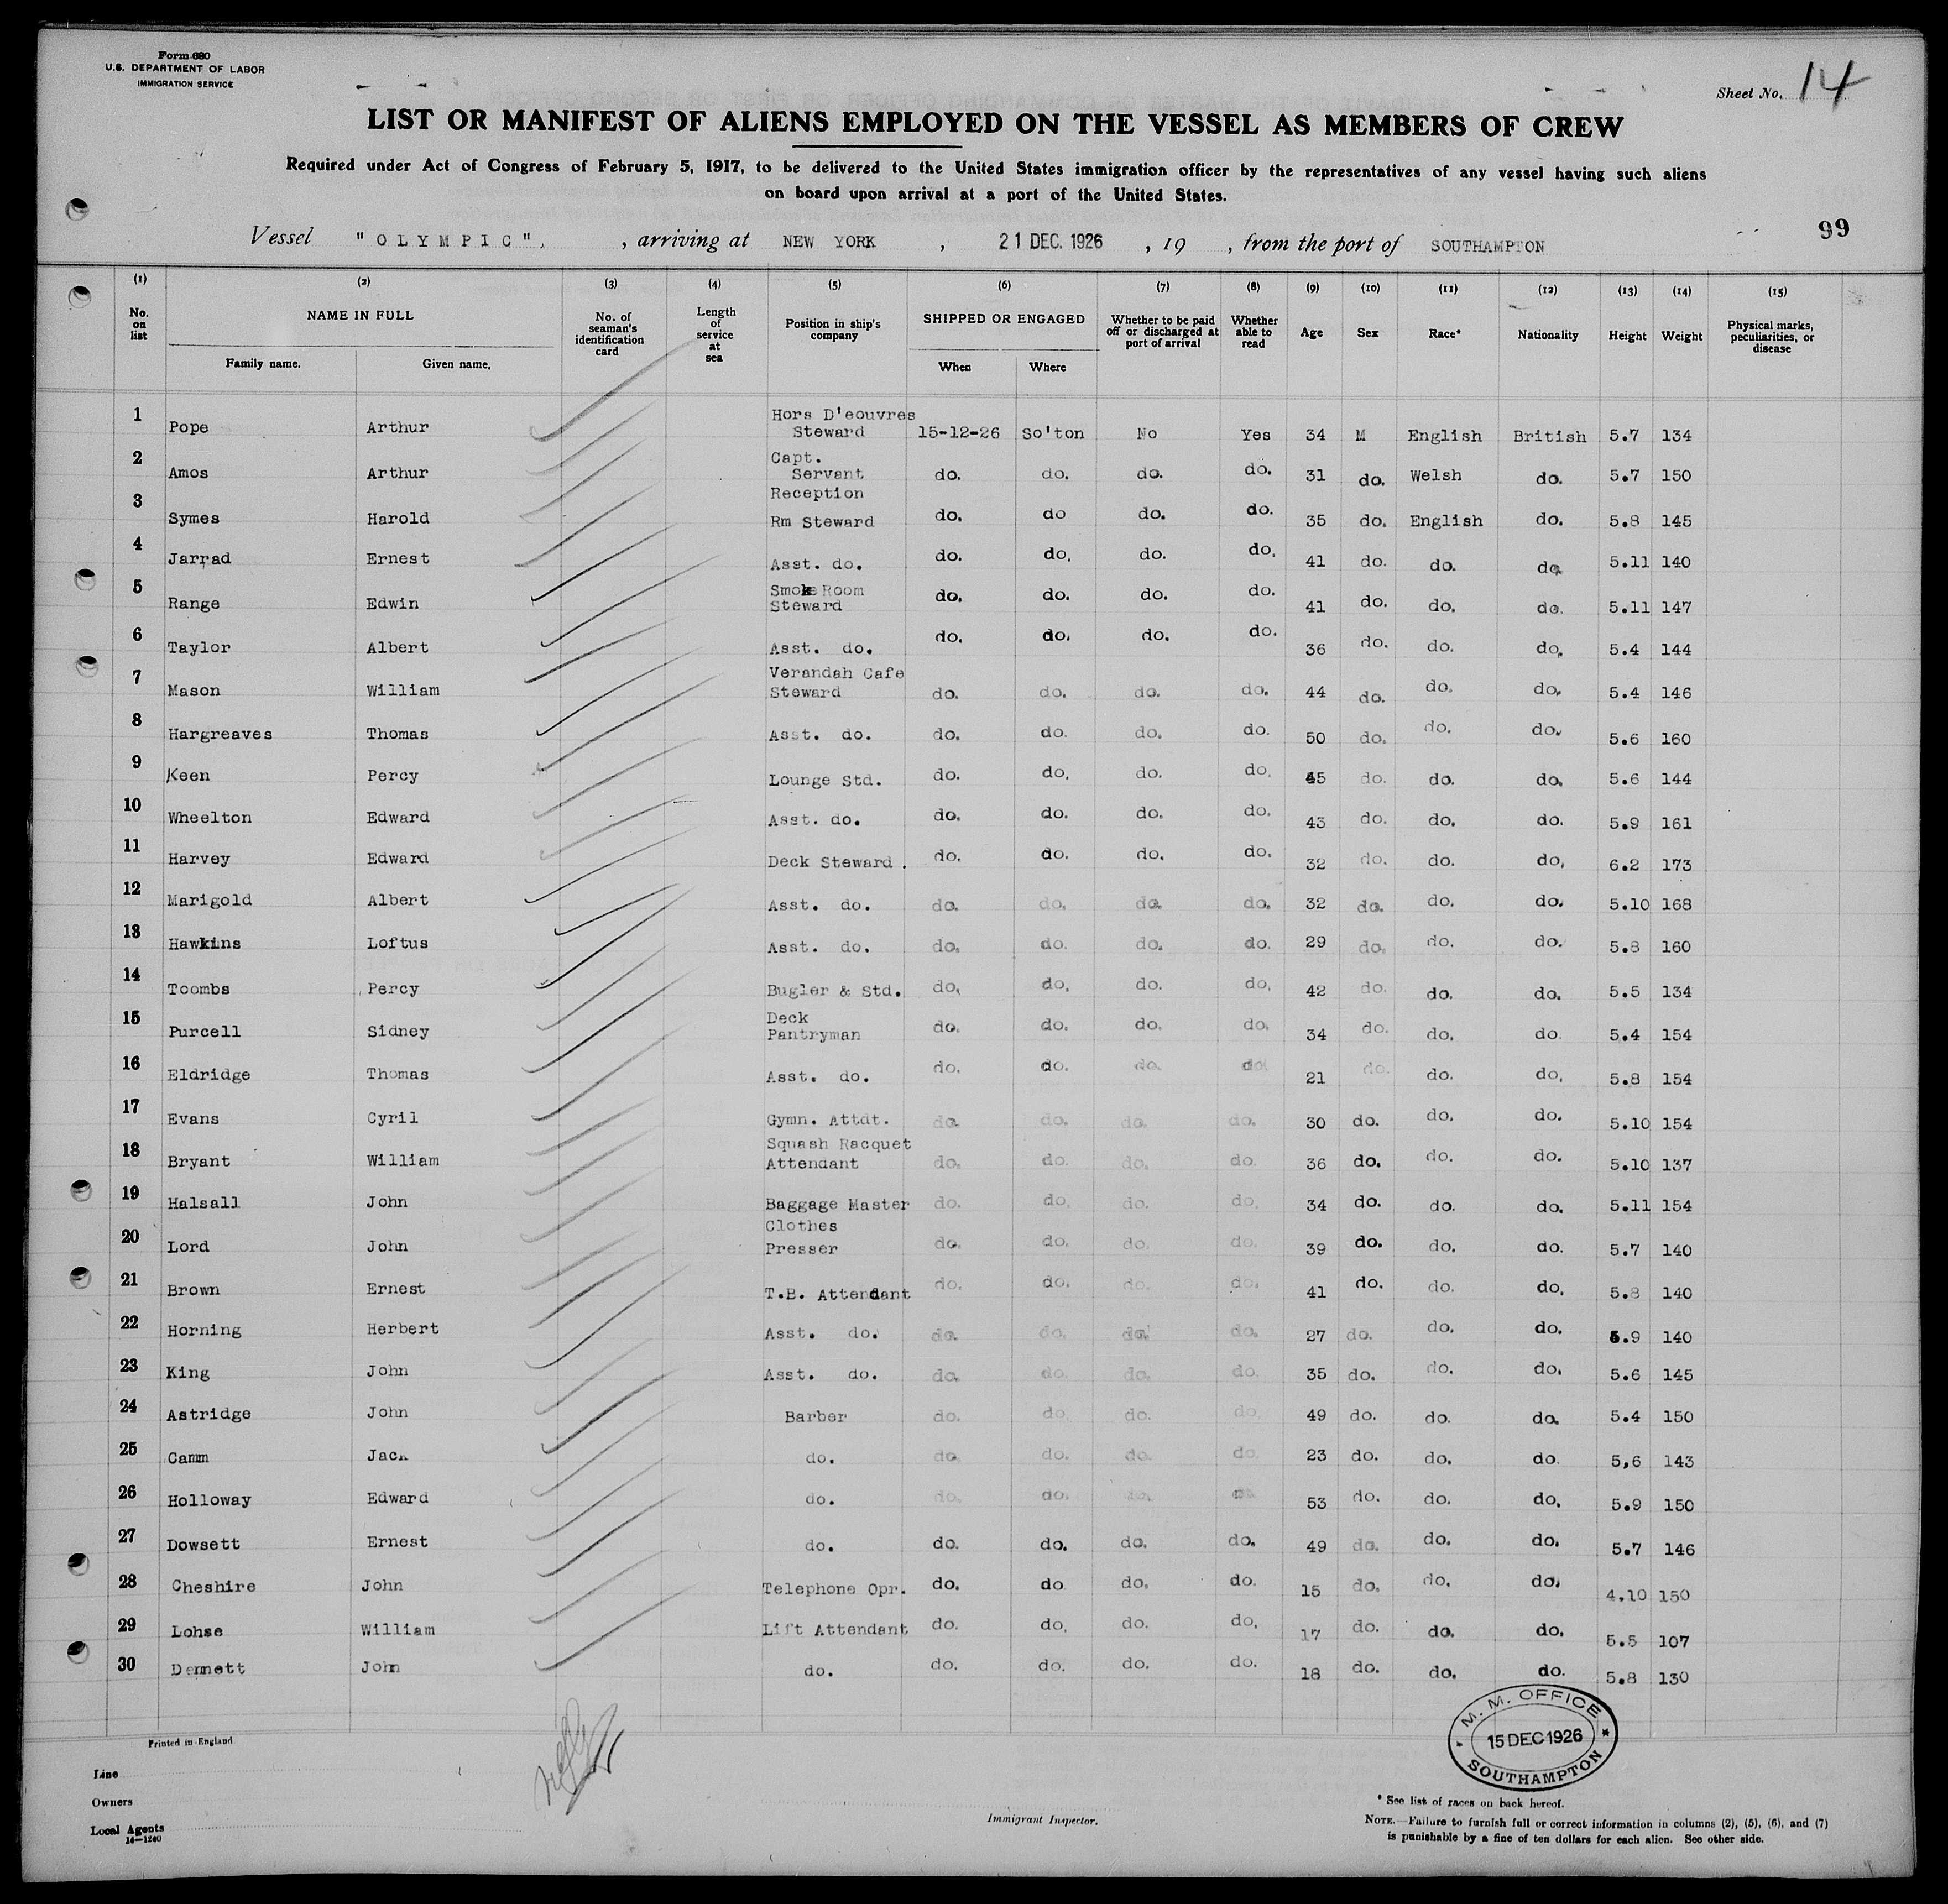 Form 680
U.S. DEPARTMENT OF LABOR
IMMIGRATION SERVICE
Sheet No. 14
LIST OR MANIFEST OF ALIENS EMPLOYED ON THE VESSEL AS MEMBERS OF CREW
Required under Act of Congress of February 5, 1917, to be delivered to the United States immigration officer by the representatives of any vessel having such aliens
on board upon arrival at a port of the United States.
99
Vessel "OLYMPIC", , arriving at NEW YORK , 21 DEC. 1926 , 19 , from the port of SOUTHAMPTON
(1) (2) (3) (4) (5) (6) (7) (8) (9) (10) (11) (12) (13) (14) (15)
No. on list NAME IN FULL Family name. Given name. No. of seaman's identification card Length of service at sea Position in ship's company SHIPPED OR ENGAGED When Where Whether to be paid off or discharged at port of arrival Whether able to read Age Sex Race* Nationality Height Weight Physical marks, peculiarities, or disease
1 Pope Arthur Hors D'eouvres Steward 15-12-26 So'ton No Yes 34 M English British 5.7 134
2 Amos Arthur Capt. Servant do. do. do. do. 31 do. Welsh do. 5.7 150
3 Symes Harold Reception Rm Steward do. do do. do. 35 do. English do. 5.8 145
4 Jarrad Ernest Asst. do. do. do. do. do. 41 do. do. do. 5.11 140
5 Range Edwin Smoke Room Steward do. do. do. do. 41 do. do. do. 5.11 147
6 Taylor Albert Asst. do. do. do. do. do. 36 do. do. do. 5.4 144
7 Mason William Verandah Cafe Steward do. do. do. do. 44 do. do. do. 5.4 146
8 Hargreaves Thomas Asst. do. do. do. do. do. 50 do. do. do. 5.6 160
9 Keen Percy Lounge Std. do. do. do. do. 45 do. do. do. 5.6 144
10 Wheelton Edward Asst. do. do. do. do. do. 43 do. do. do. 5.9 161
11 Harvey Edward Deck Steward . do. do. do. do. 32 do. do. do. 6.2 173
12 Marigold Albert Asst. do. do. do. do. do. 32 do. do. do. 5.10 168
13 Hawkins Loftus Asst. do. do. do. do. do. 29 do. do. do. 5.8 160
14 Toombs Percy Bugler & Std. do. do. do. do. 42 do. do. do. 5.5 134
15 Purcell Sidney Deck Pantryman do. do. do. do. 34 do. do. do 5.4 154
16 Eldridge Thomas Asst. do. do. do. do. do. 21 do. do. do. 5.8 154
17 Evans Cyril Gymn. Attdt. do. do. do. do. 30 do. do. do. 5.10 154
18 Bryant William Squash Racquet Attendant do. do. do. do. 36 do. do. do. 5.10 137
19 Halsall John Baggage Master do. do. do. do. 34 do. do. do. 5.11 154
20 Lord John Clothes Presser do. do. do. do. 39 do. do. do. 5.7 140
21 Brown Ernest T.B. Attendant do. do. do. do. 41 do. do. do. 5.8 140
22 Horning Herbert Asst. do. do. do. do. do. 27 do. do. do. 5.9 140
23 King John Asst. do. do. do. do. do. 35 do. do. do. 5.6 145
24 Astridge John Barber do. do. do. do. 49 do. do. do. 5.4 150
25 Camm Jack do. do. do. do. do. 23 do. do. do. 5,6 143
26 Holloway Edward do. do. do. do. do. 53 do. do. do. 5.9 150
27 Dowsett Ernest do. do. do. do. do. 49 do. do. do. 5.7 146
28 Cheshire John Telephone Opr. do. do do. do. 15 do. do. do. 4.10 150
29 Lohse William Lift Attendant do. do. do. do. 17 do. do. do. 5.5 107
30 Dennett John do. do. do. do. do. 18 do. do. do. 5.8 130
M. M. OFFICE
15 DEC 1926
SOUTHAMPTON
Printed in England
Line
Owners
Local Agents
14—1240
Immigrant Inspector.
* See list of races on back hereof.
NOTE.—Failure to furnish full or correct information in columns (2), (5), (6), and (7)
is punishable by a fine of ten dollars for each alien. See other side.